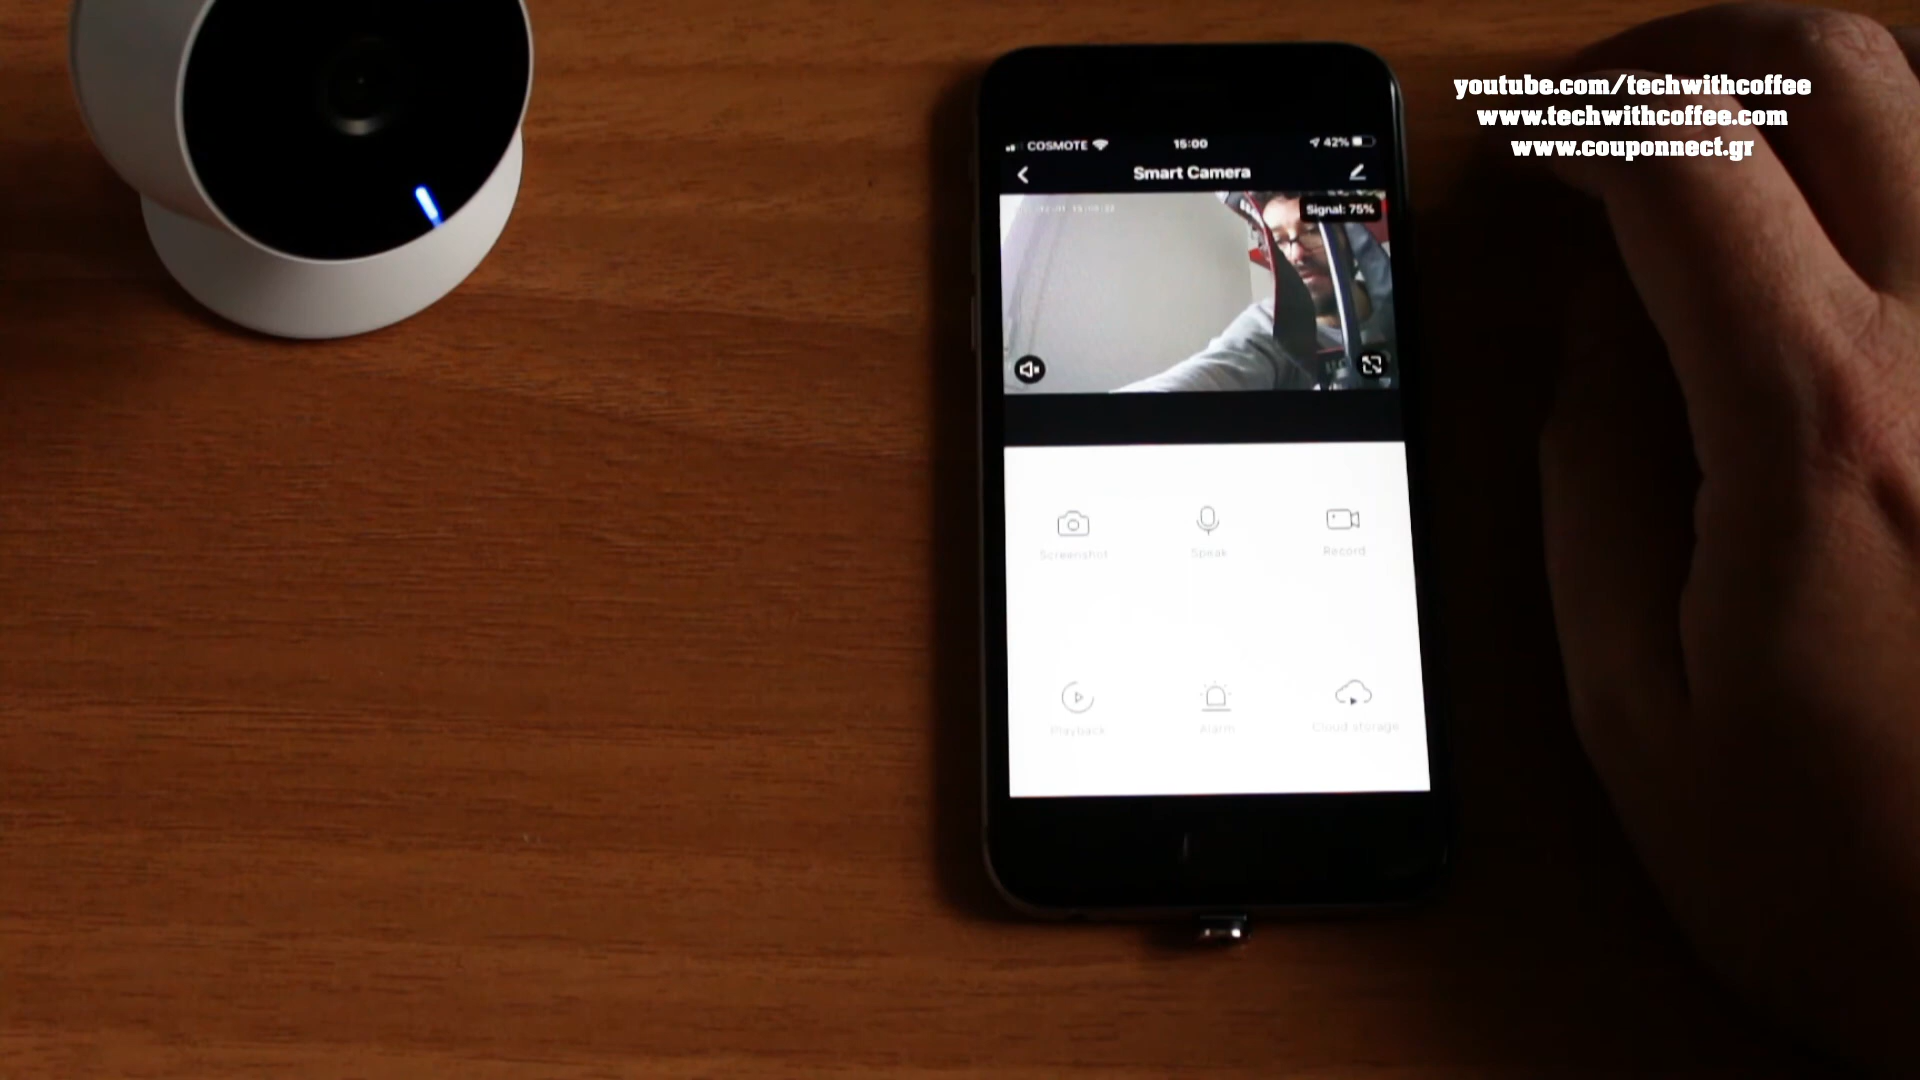 youtube.com/techwithcoffee
www.techwithcoffee.com
www.couponnect.gr
COSMOTE 15:00 42%
Smart Camera
Signal: 75%
Screenshot Speak Record
Playback Alarm Cloud storage